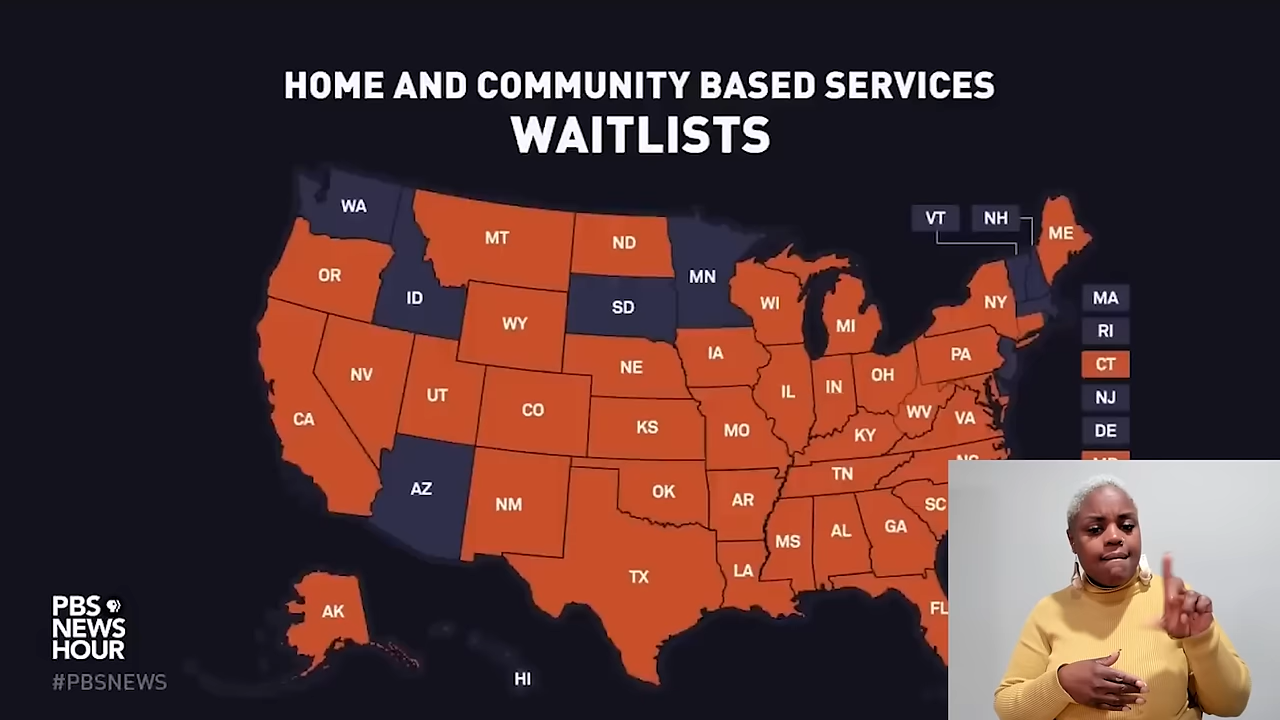 HOME AND COMMUNITY BASED SERVICES
WAITLISTS
WA
MT
ND
MN
VT
NH
ME
OR
ID
SD
WI
MI
NY
MA
WY
RI
IA
PA
CT
NV
UT
NE
IL
IN
OH
NJ
CA
CO
KS
MO
KY
WV
VA
DE
AZ
NM
OK
AR
TN
NC
MS
AL
GA
SC
TX
LA
FL
AK
HI
PBS
NEWS
HOUR
#PBSNEWS